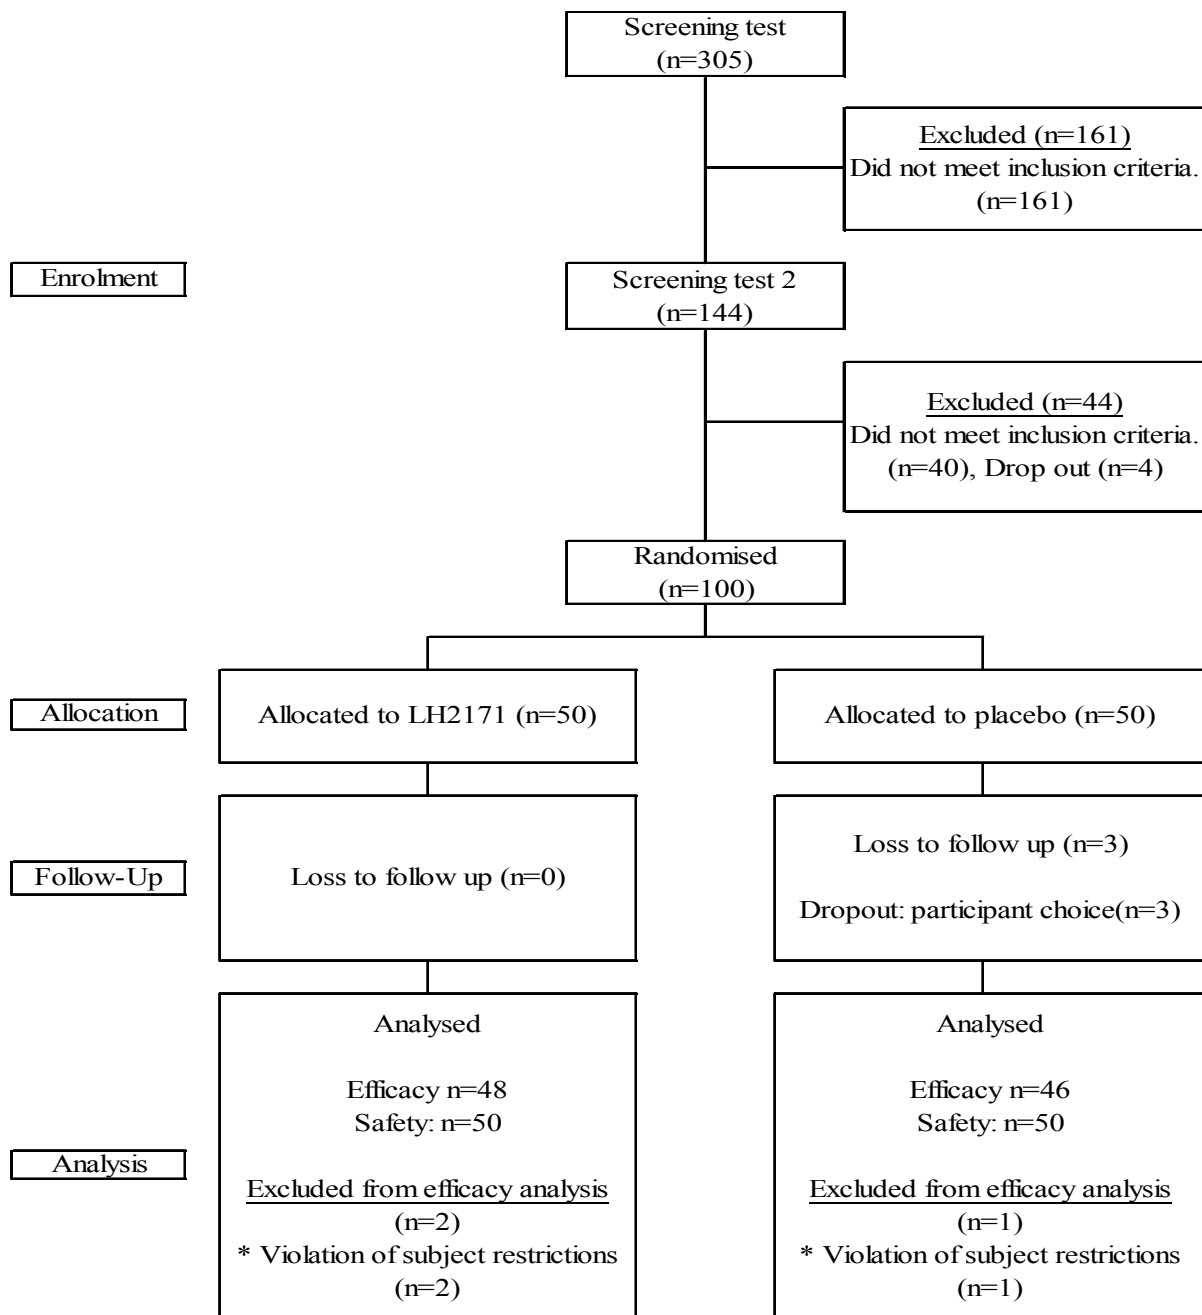 Screening test
(n=305)
Excluded (n=161)
Did not meet inclusion criteria.
(n=161)
Enrolment
Screening test 2
(n=144)
Excluded (n=44)
Did not meet inclusion criteria.
(n=40), Drop out (n=4)
Randomised
(n=100)
Allocation
Allocated to LH2171 (n=50)
Allocated to placebo (n=50)
Follow-Up
Loss to follow up (n=0)
Loss to follow up (n=3)
Dropout: participant choice(n=3)
Analysis
Analysed
Efficacy n=48
Safety: n=50
Excluded from efficacy analysis
(n=2)
* Violation of subject restrictions
(n=2)
Analysed
Efficacy n=46
Safety: n=50
Excluded from efficacy analysis
(n=1)
* Violation of subject restrictions
(n=1)